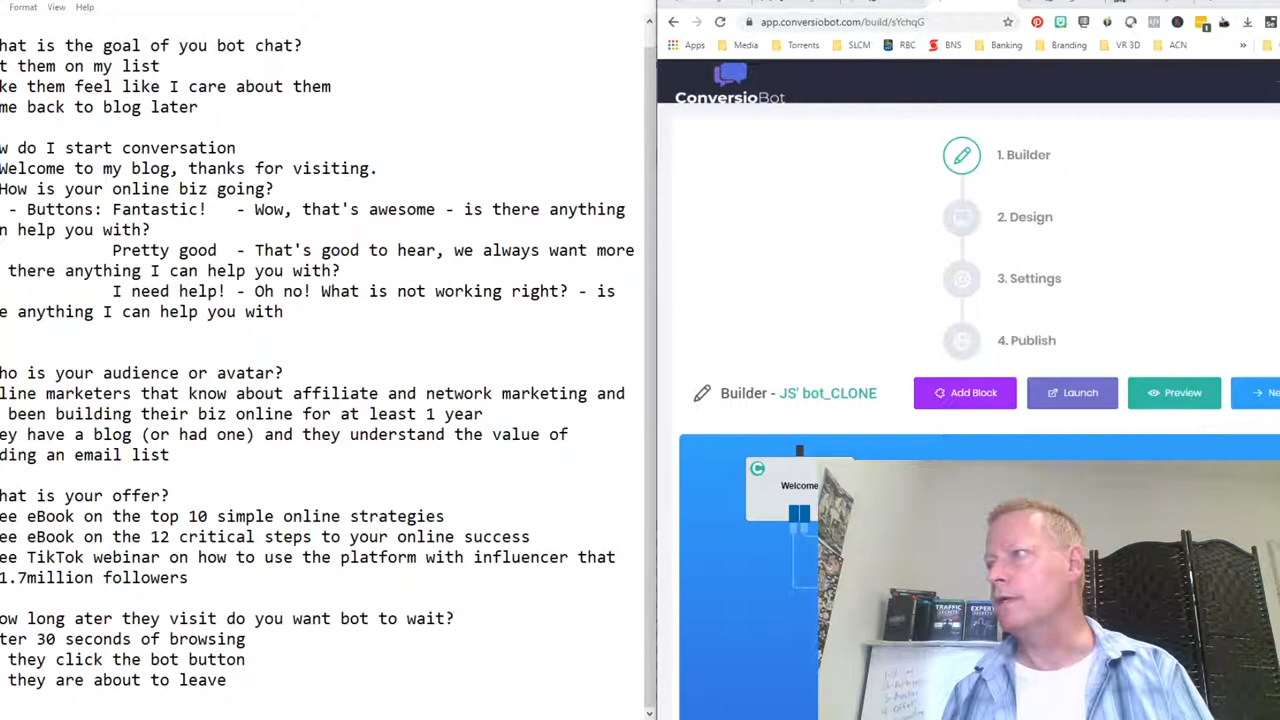 Format View Help
hat is the goal of you bot chat?
t them on my list
ke them feel like I care about them
me back to blog later
w do I start conversation
Welcome to my blog, thanks for visiting.
How is your online biz going?
- Buttons: Fantastic! - Wow, that's awesome - is there anything
n help you with?
Pretty good - That's good to hear, we always want more
there anything I can help you with?
I need help! - Oh no! What is not working right? - is
e anything I can help you with
ho is your audience or avatar?
line marketers that know about affiliate and network marketing and
been building their biz online for at least 1 year
ey have a blog (or had one) and they understand the value of
ding an email list
hat is your offer?
ee eBook on the top 10 simple online strategies
ee eBook on the 12 critical steps to your online success
ee TikTok webinar on how to use the platform with influencer that
1.7million followers
ow long ater they visit do you want bot to wait?
ter 30 seconds of browsing
they click the bot button
they are about to leave
app.conversiobot.com/build/sYchqG
Apps Media Torrents SLCM RBC BNS Banking Branding VR 3D ACN
ConversioBot
1. Builder
2. Design
3. Settings
4. Publish
Builder - JS' bot_CLONE
Add Block Launch Preview Ne
Welcome
TRAFFIC
SECRETS
EXPERT